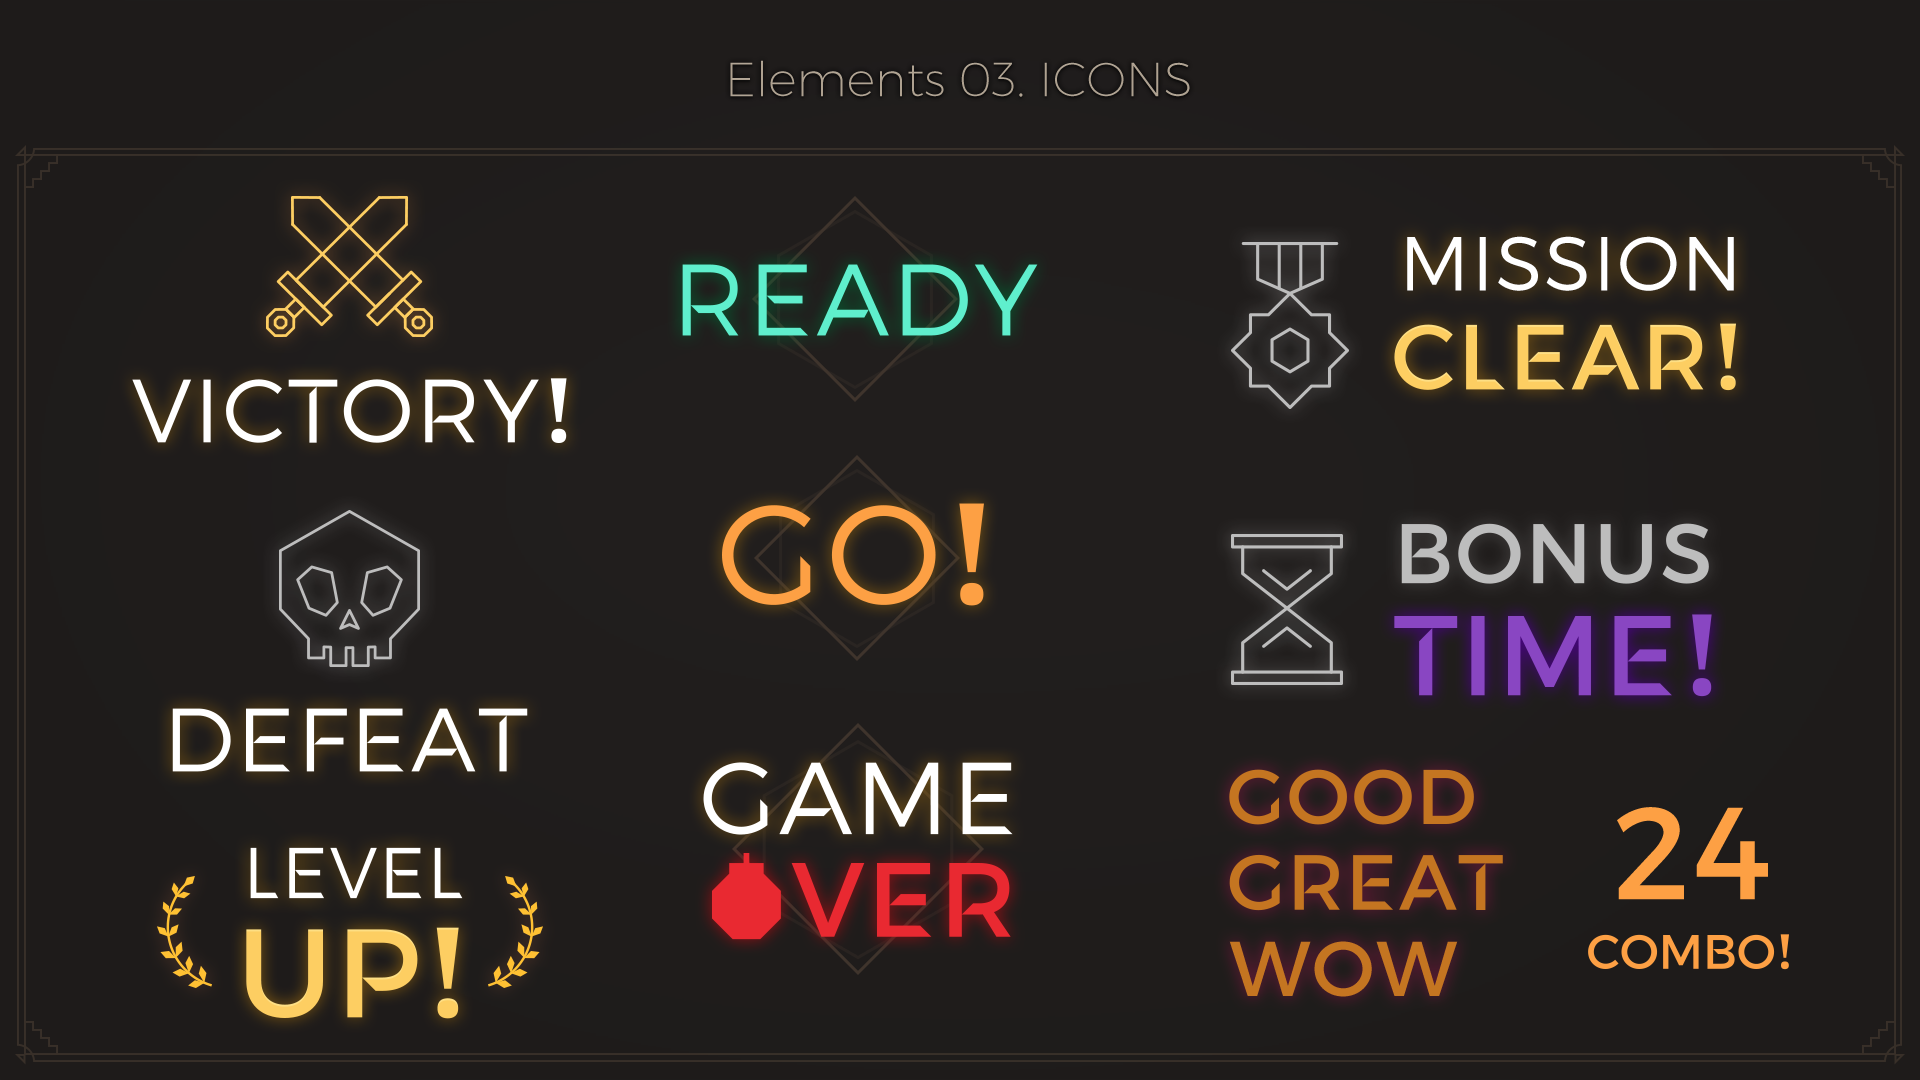 Elements 03. ICONS
VICTORY!
DEFEAT
LEVEL
UP!
READY
GO!
GAME
VER
MISSION
CLEAR!
BONUS
TIME!
GOOD
GREAT
WOW
24
COMBO!